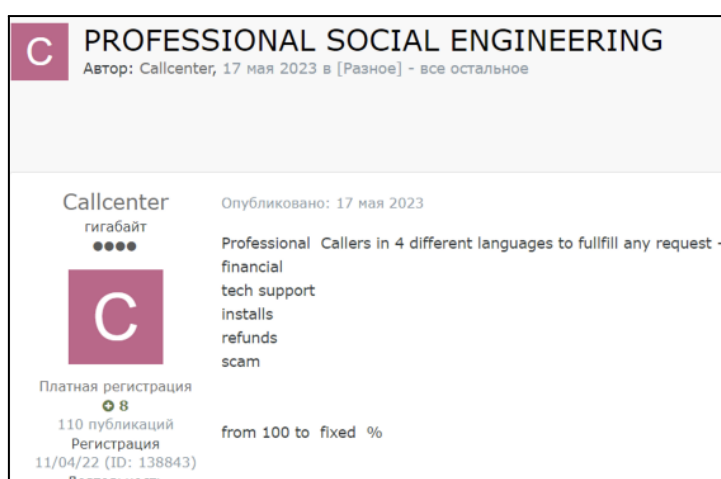 C
PROFESSIONAL SOCIAL ENGINEERING
Автор: Callcenter, 17 мая 2023 в [Разное] - все остальное
Callcenter
гигабайт
C
Платная регистрация
8
110 публикаций
Регистрация
11/04/22 (ID: 138843)
Опубликовано: 17 мая 2023
Professional Callers in 4 different languages to fullfill any request -
financial
tech support
installs
refunds
scam
from 100 to fixed %